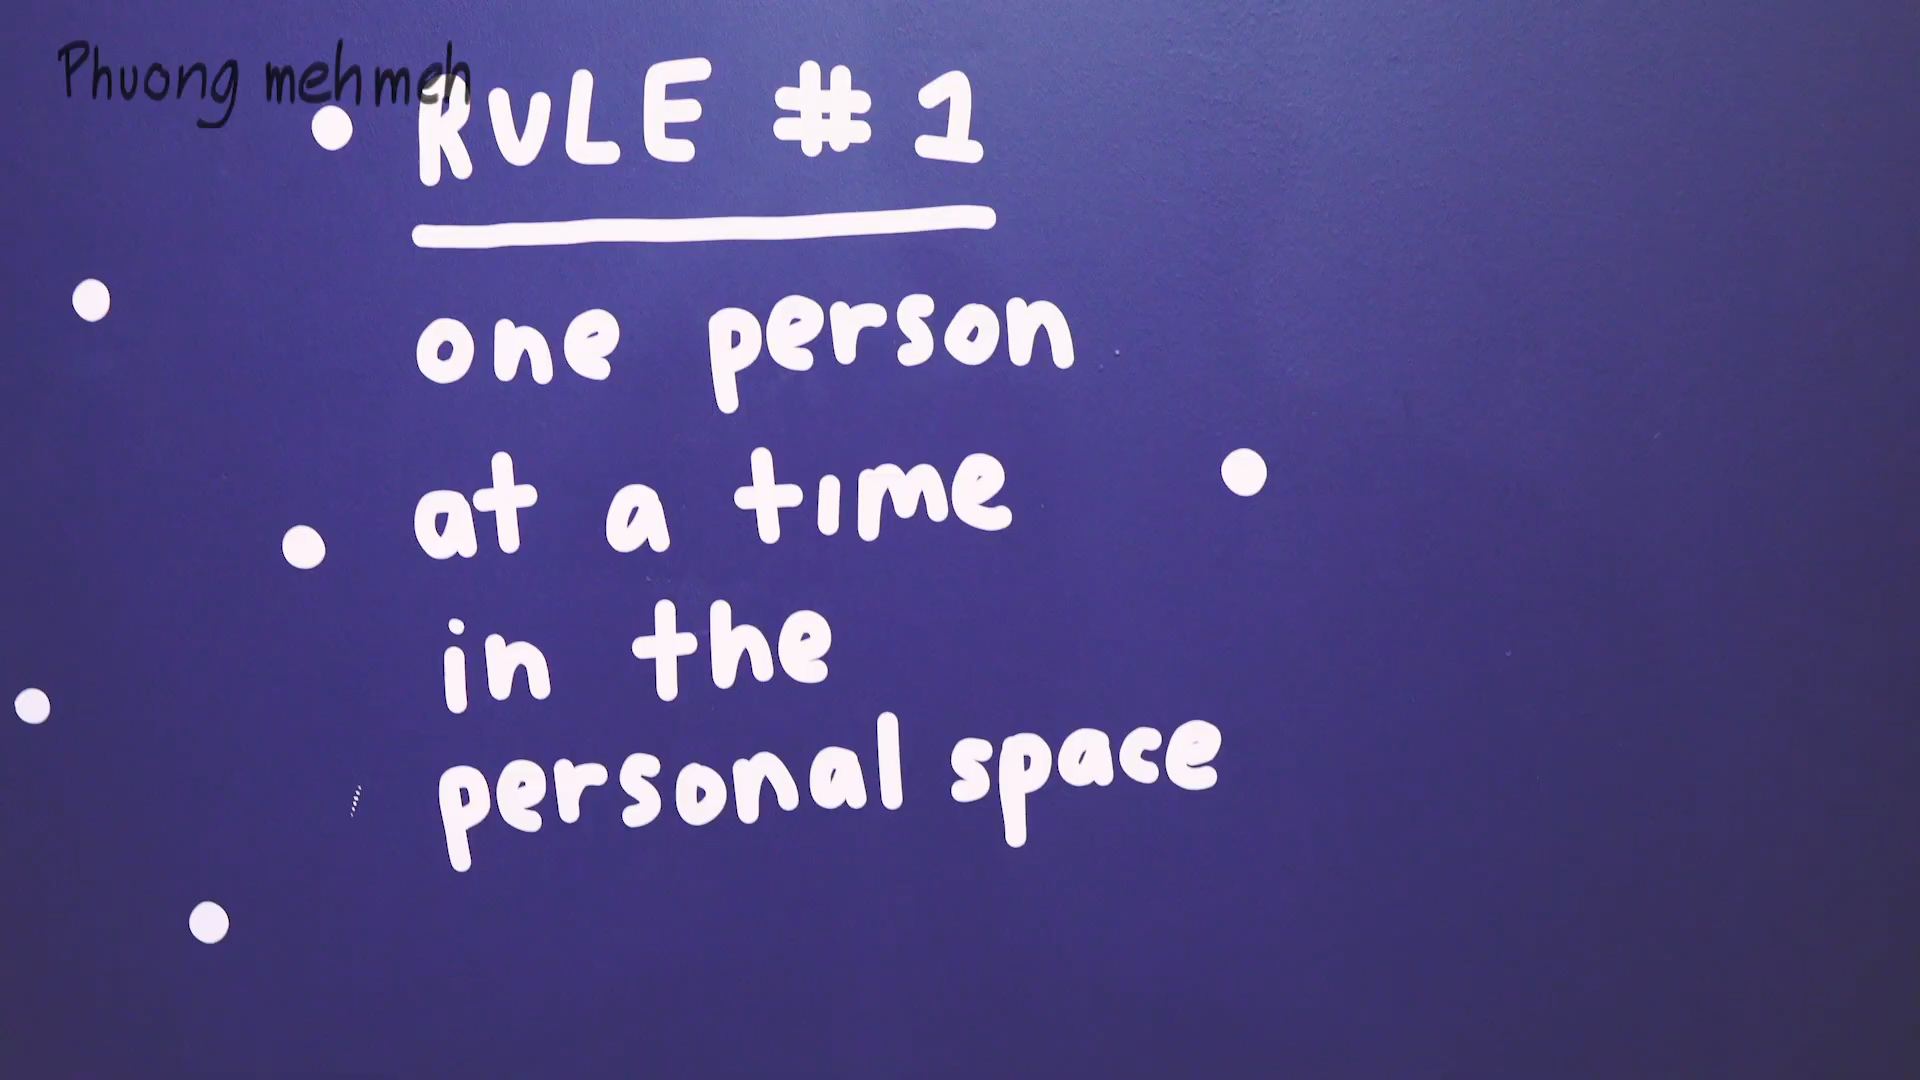 Phuong mehmeh
RULE #1
one person
at a time
in the
personal space